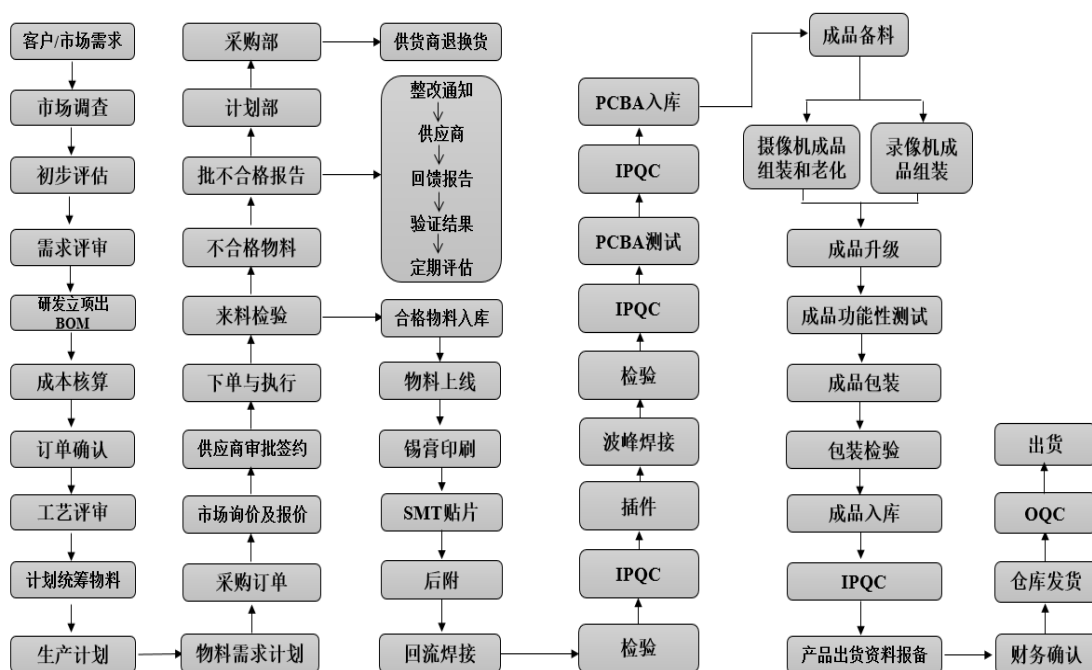 客户/市场需求
市场调查
初步评估
需求评审
研发立项出
BOM
成本核算
订单确认
工艺评审
计划统筹物料
生产计划
采购部
计划部
批不合格报告
不合格物料
来料检验
下单与执行
供应商审批签约
市场询价及报价
采购订单
物料需求计划
供货商退换货
整改通知
供应商
回馈报告
验证结果
定期评估
合格物料入库
物料上线
锡膏印刷
SMT贴片
后附
回流焊接
PCBA入库
IPQC
PCBA测试
IPQC
检验
波峰焊接
插件
IPQC
检验
成品备料
摄像机成品
组装和老化
录像机成
品组装
成品升级
成品功能性测试
成品包装
包装检验
成品入库
IPQC
产品出货资料报备
出货
OQC
仓库发货
财务确认